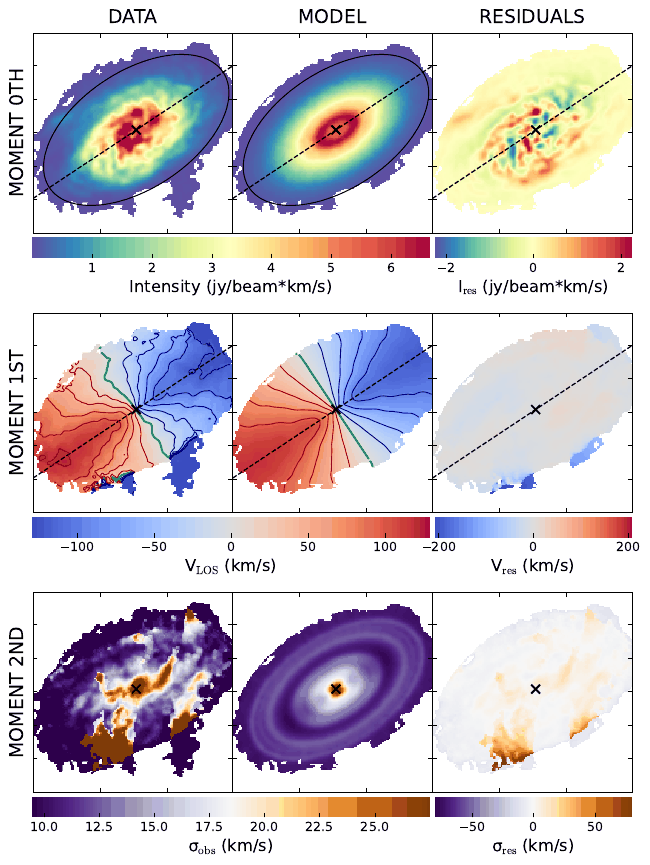 DATA MODEL RESIDUALS
MOMENT 0TH
1 2 3 4 5 6 −2 0 2
Intensity (jy/beam*km/s) I_res (jy/beam*km/s)
MOMENT 1ST
−100 −50 0 50 100 −200 0 200
V_LOS (km/s) V_res (km/s)
MOMENT 2ND
10.0 12.5 15.0 17.5 20.0 22.5 25.0 −50 0 50
σ_obs (km/s) σ_res (km/s)